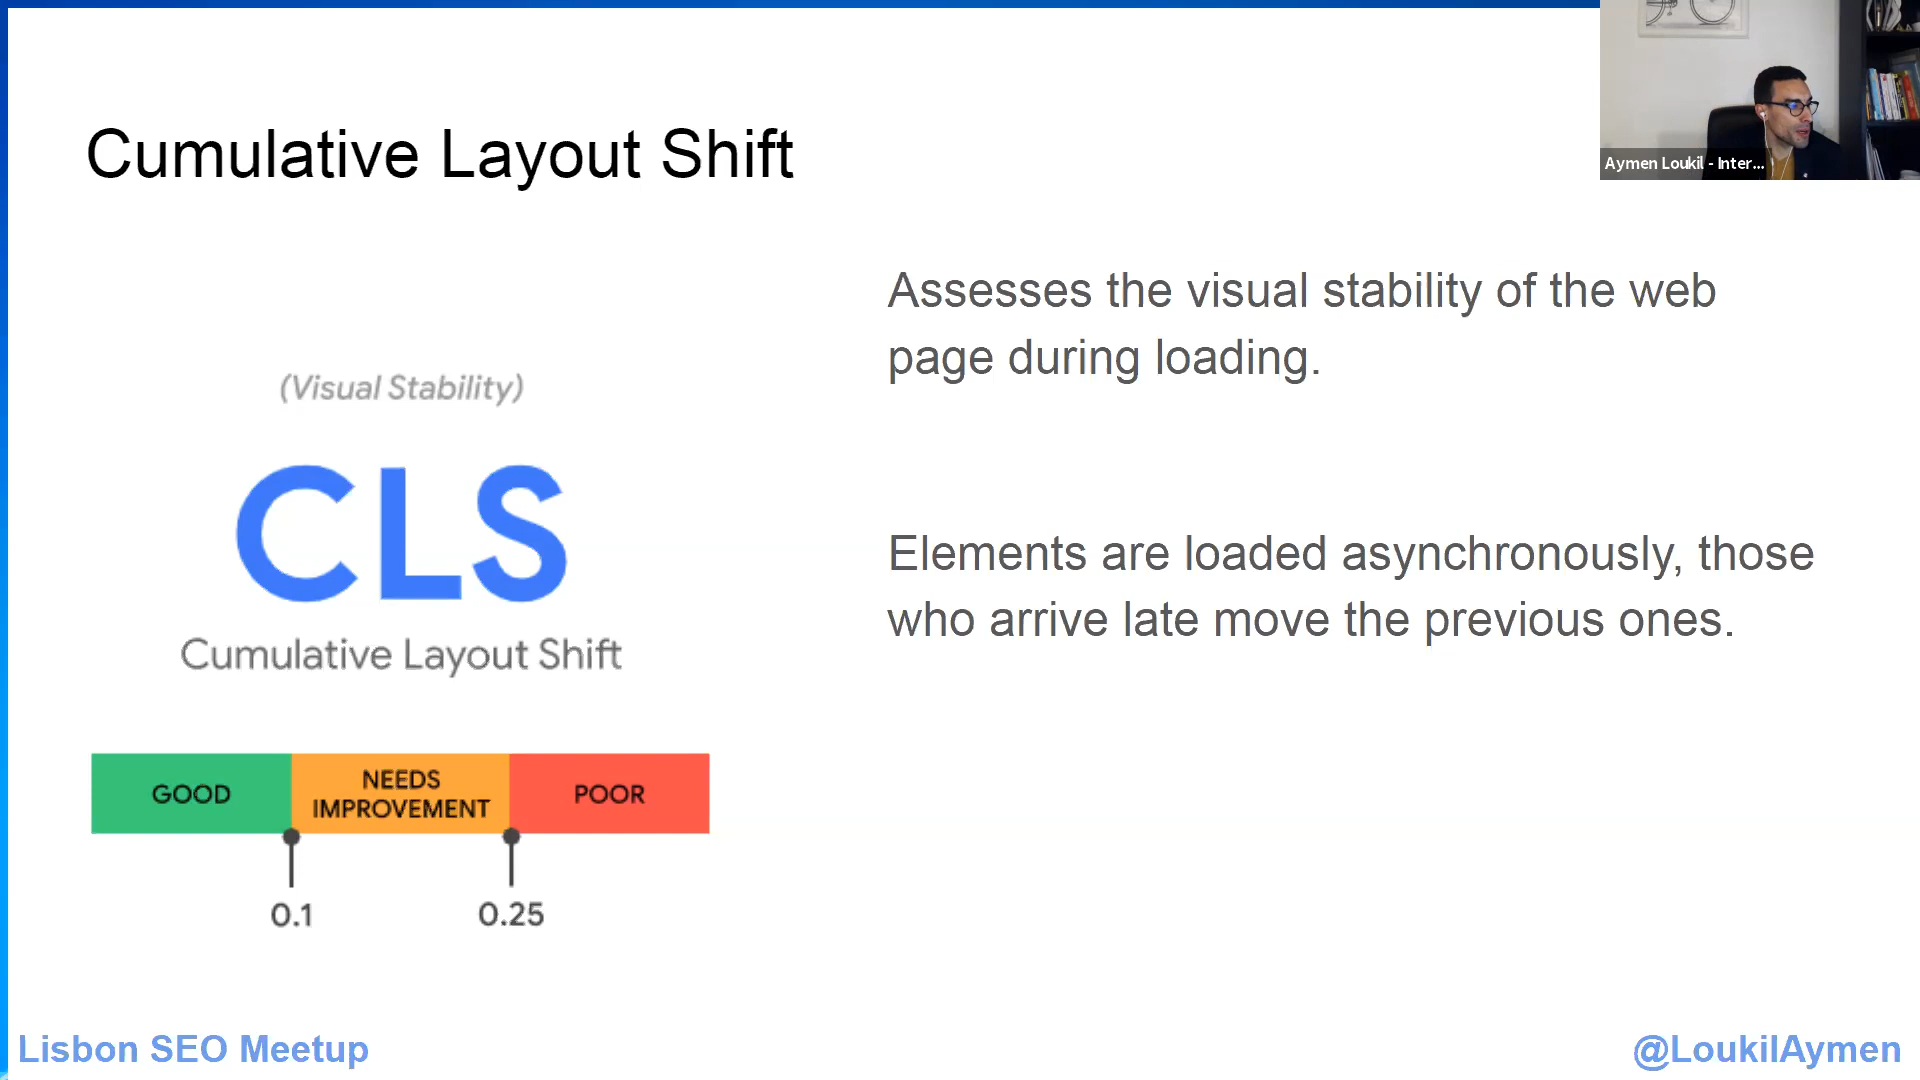 Cumulative Layout Shift
Aymen Loukil - Inter...
Assesses the visual stability of the web
page during loading.
(Visual Stability)
CLS
Cumulative Layout Shift
Elements are loaded asynchronously, those
who arrive late move the previous ones.
GOOD
NEEDS
IMPROVEMENT
POOR
0.1
0.25
Lisbon SEO Meetup
@LoukilAymen